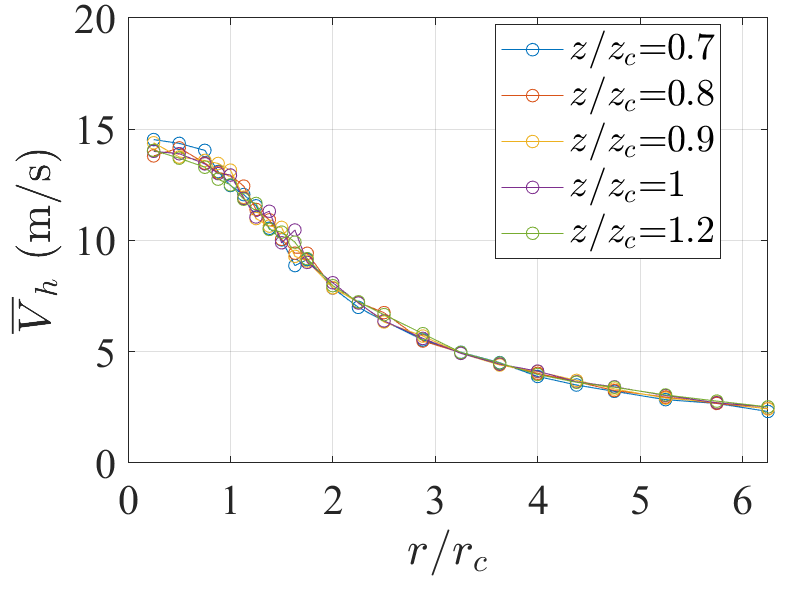 20
15
10
5
0
0 1 2 3 4 5 6
V̅h (m/s)
r/rc
z/zc=0.7
z/zc=0.8
z/zc=0.9
z/zc=1
z/zc=1.2